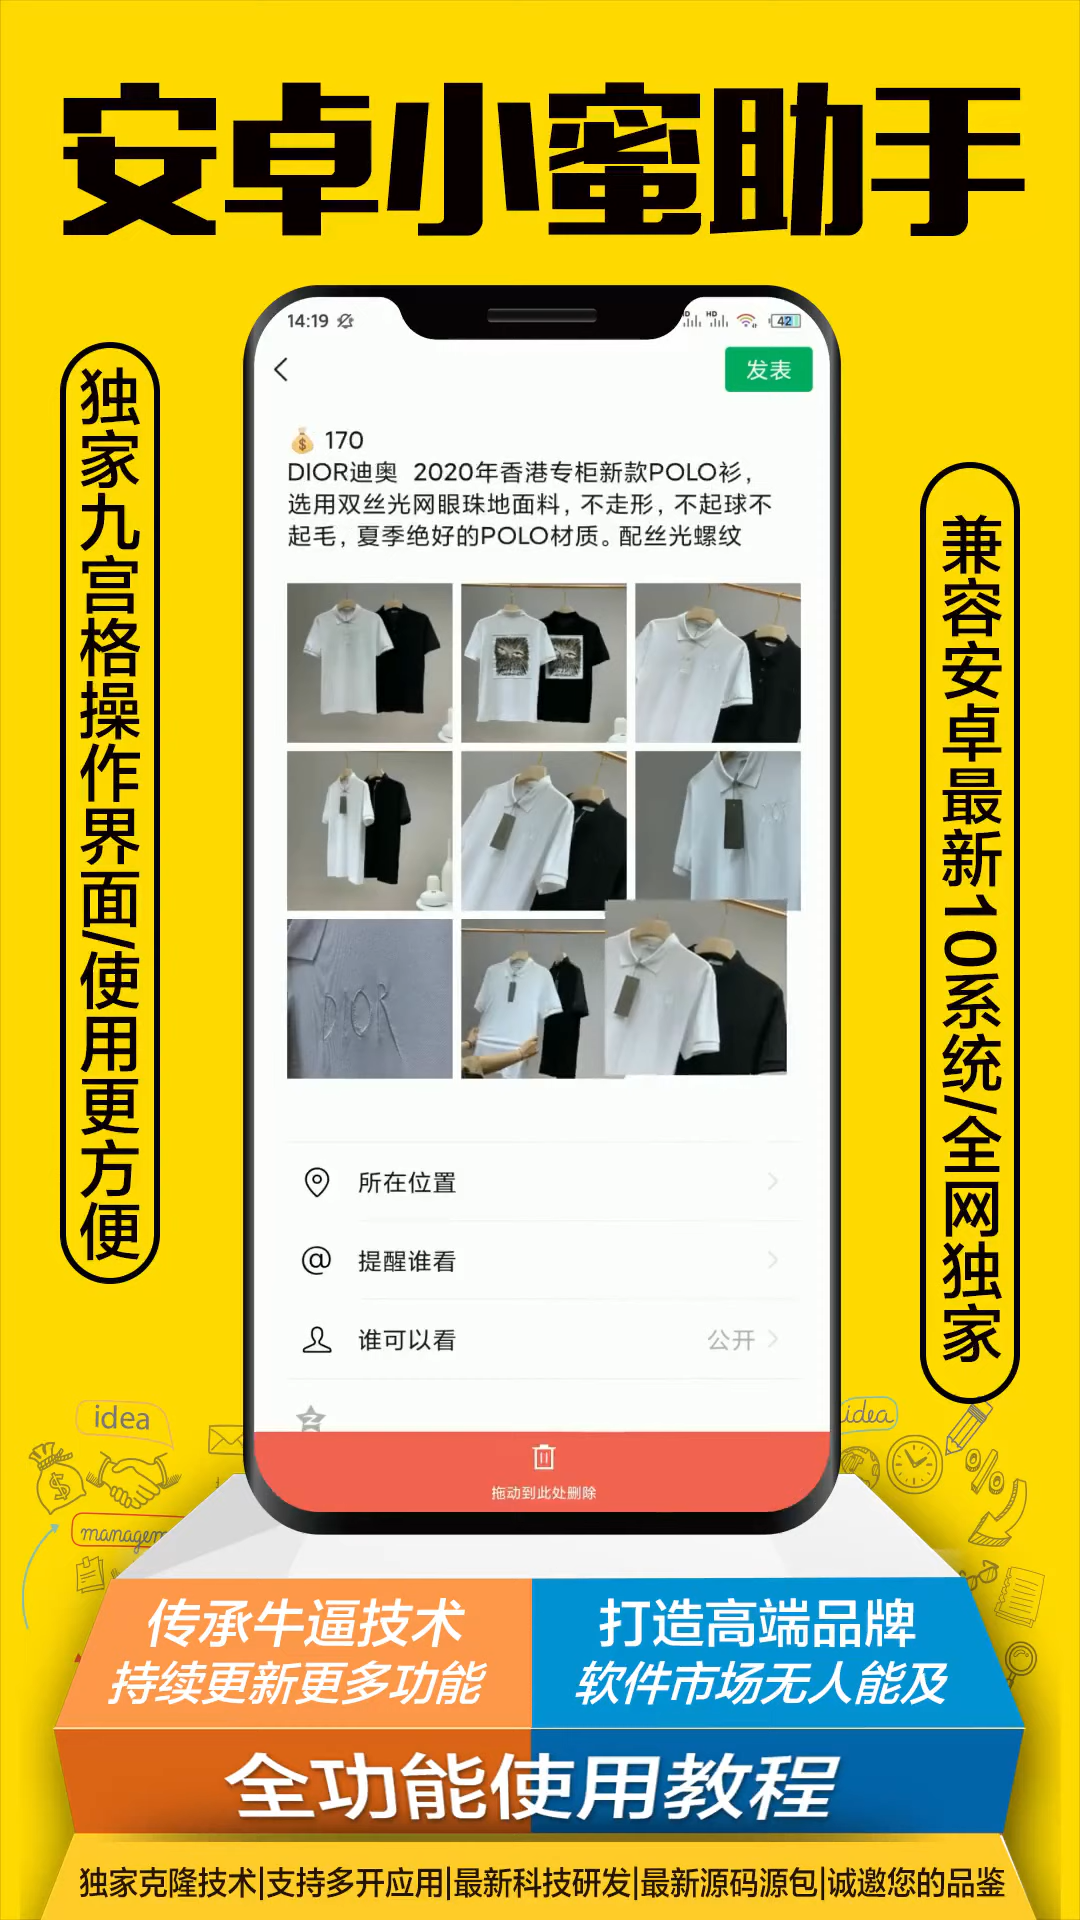 安卓小蜜助手
独家九宫格操作界面/使用更方便
兼容安卓最新10系统/全网独家
14:19
HD
42
发表
170
DIOR迪奥 2020年香港专柜新款POLO衫,
选用双丝光网眼珠地面料, 不走形, 不起球不
起毛, 夏季绝好的POLO材质。配丝光螺纹
DIOR
所在位置
@ 提醒谁看
谁可以看 公开
拖动到此处删除
idea
idea
managem
传承牛逼技术
持续更新更多功能
打造高端品牌
软件市场无人能及
全功能使用教程
独家克隆技术|支持多开应用|最新科技研发|最新源码源包|诚邀您的品鉴